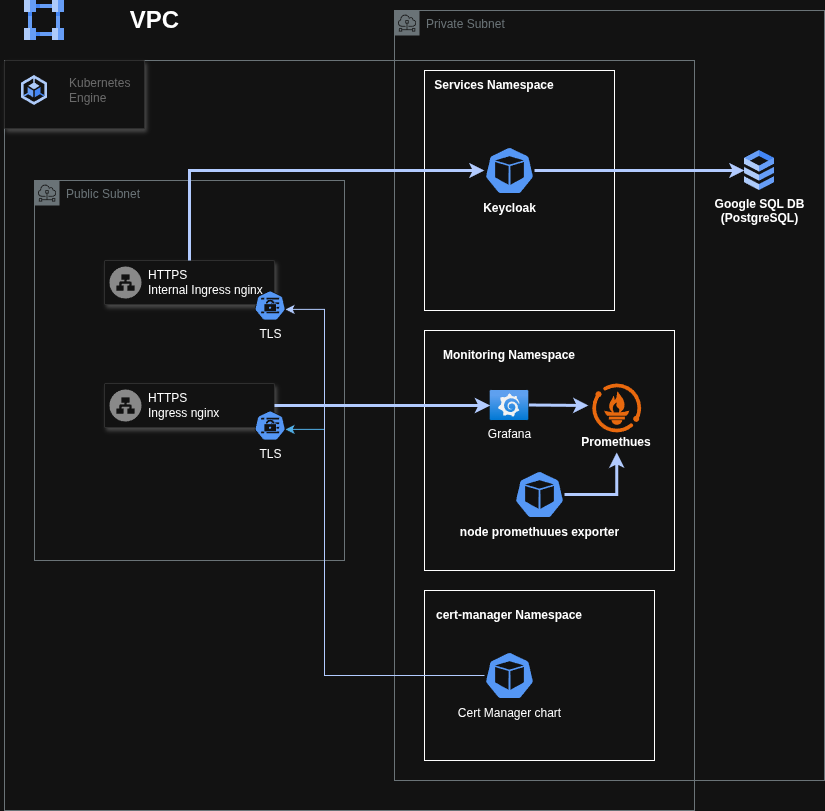 VPC
Private Subnet
Kubernetes
Engine
Services Namespace
Public Subnet
Keycloak
Google SQL DB
(PostgreSQL)
HTTPS
Internal Ingress nginx
TLS
Monitoring Namespace
HTTPS
Ingress nginx
TLS
Grafana
Promethues
node promethuues exporter
cert-manager Namespace
Cert Manager chart